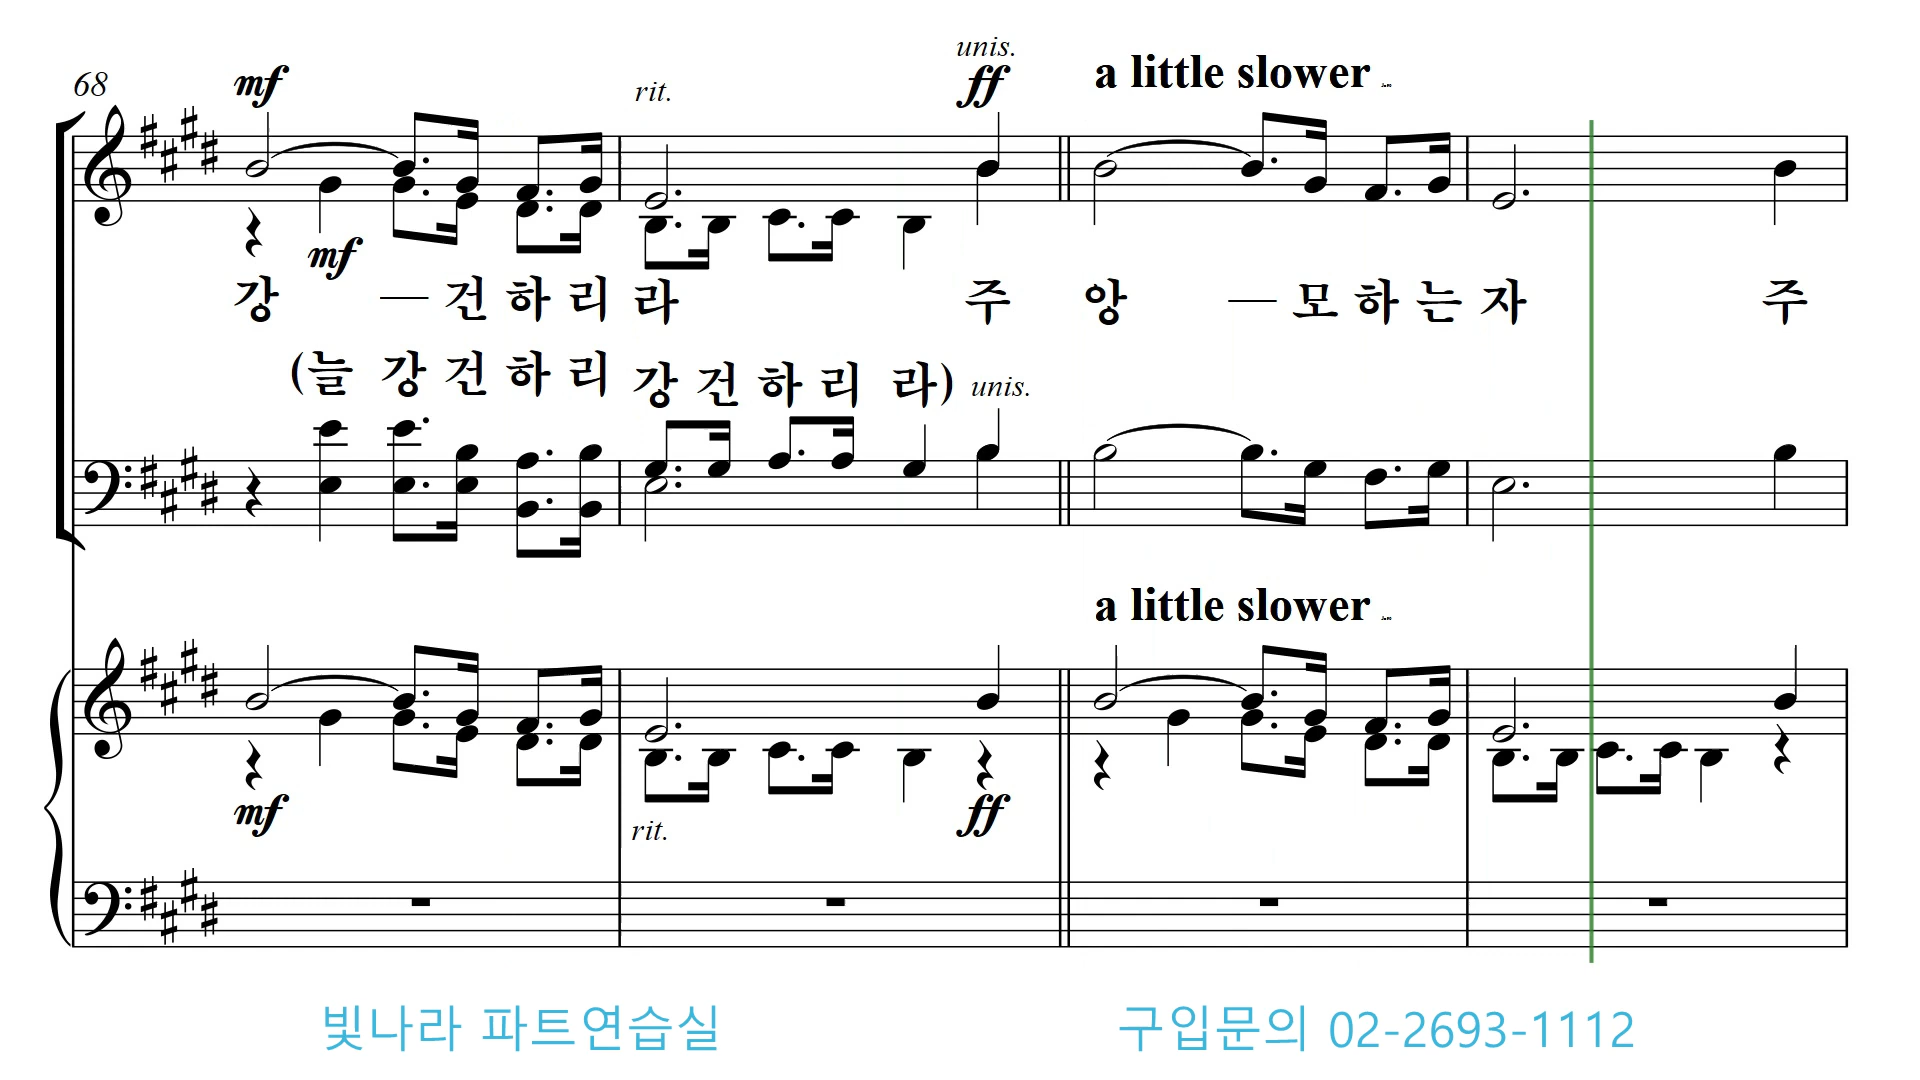 68
mf
rit.
unis.
ff
a little slower
mf
강 — 건 하 리 라 주 앙 — 모 하 는 자 주
(늘 강 건 하 리 강 건 하 리 라)
unis.
a little slower
mf
rit.
ff
빛나라 파트연습실
구입문의 02-2693-1112